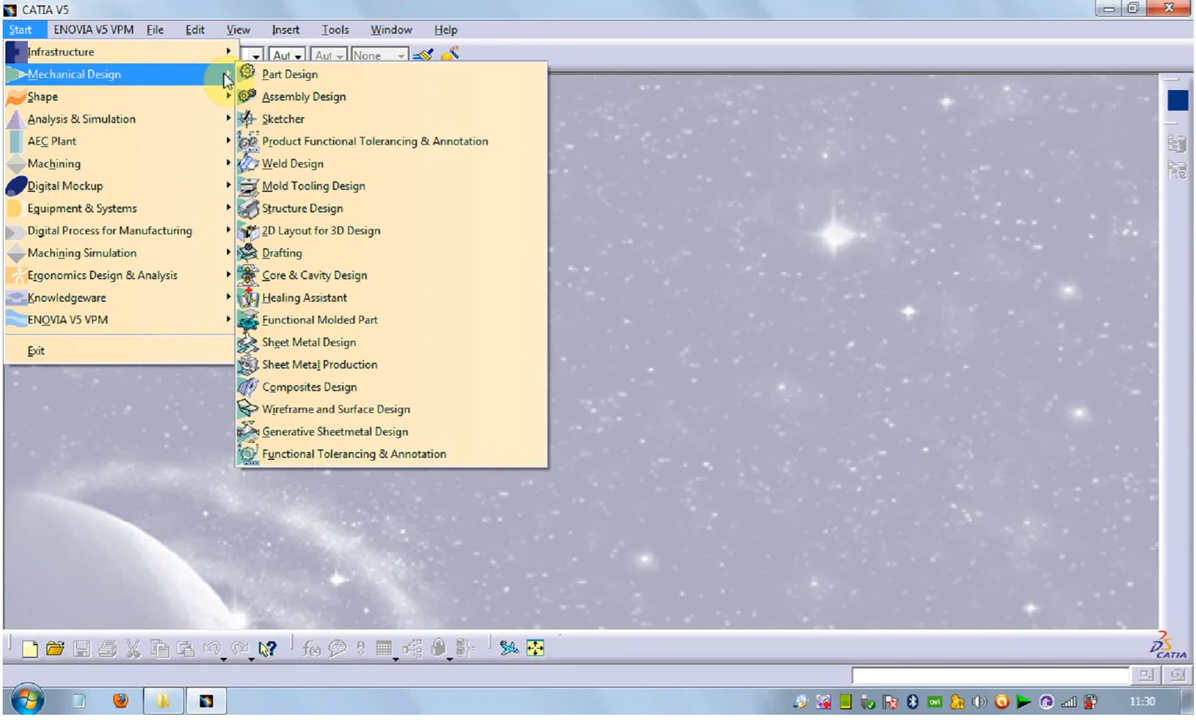 CATIA V5
Start ENOVIA V5 VPM File Edit View Insert Tools Window Help
Aut Aut None
Infrastructure
Mechanical Design
Shape
Analysis & Simulation
AEC Plant
Machining
Digital Mockup
Equipment & Systems
Digital Process for Manufacturing
Machining Simulation
Ergonomics Design & Analysis
Knowledgeware
ENOVIA V5 VPM
Exit
Part Design
Assembly Design
Sketcher
Product Functional Tolerancing & Annotation
Weld Design
Mold Tooling Design
Structure Design
2D Layout for 3D Design
Drafting
Core & Cavity Design
Healing Assistant
Functional Molded Part
Sheet Metal Design
Sheet Metal Production
Composites Design
Wireframe and Surface Design
Generative Sheetmetal Design
Functional Tolerancing & Annotation
f(x)
CATIA
11:30